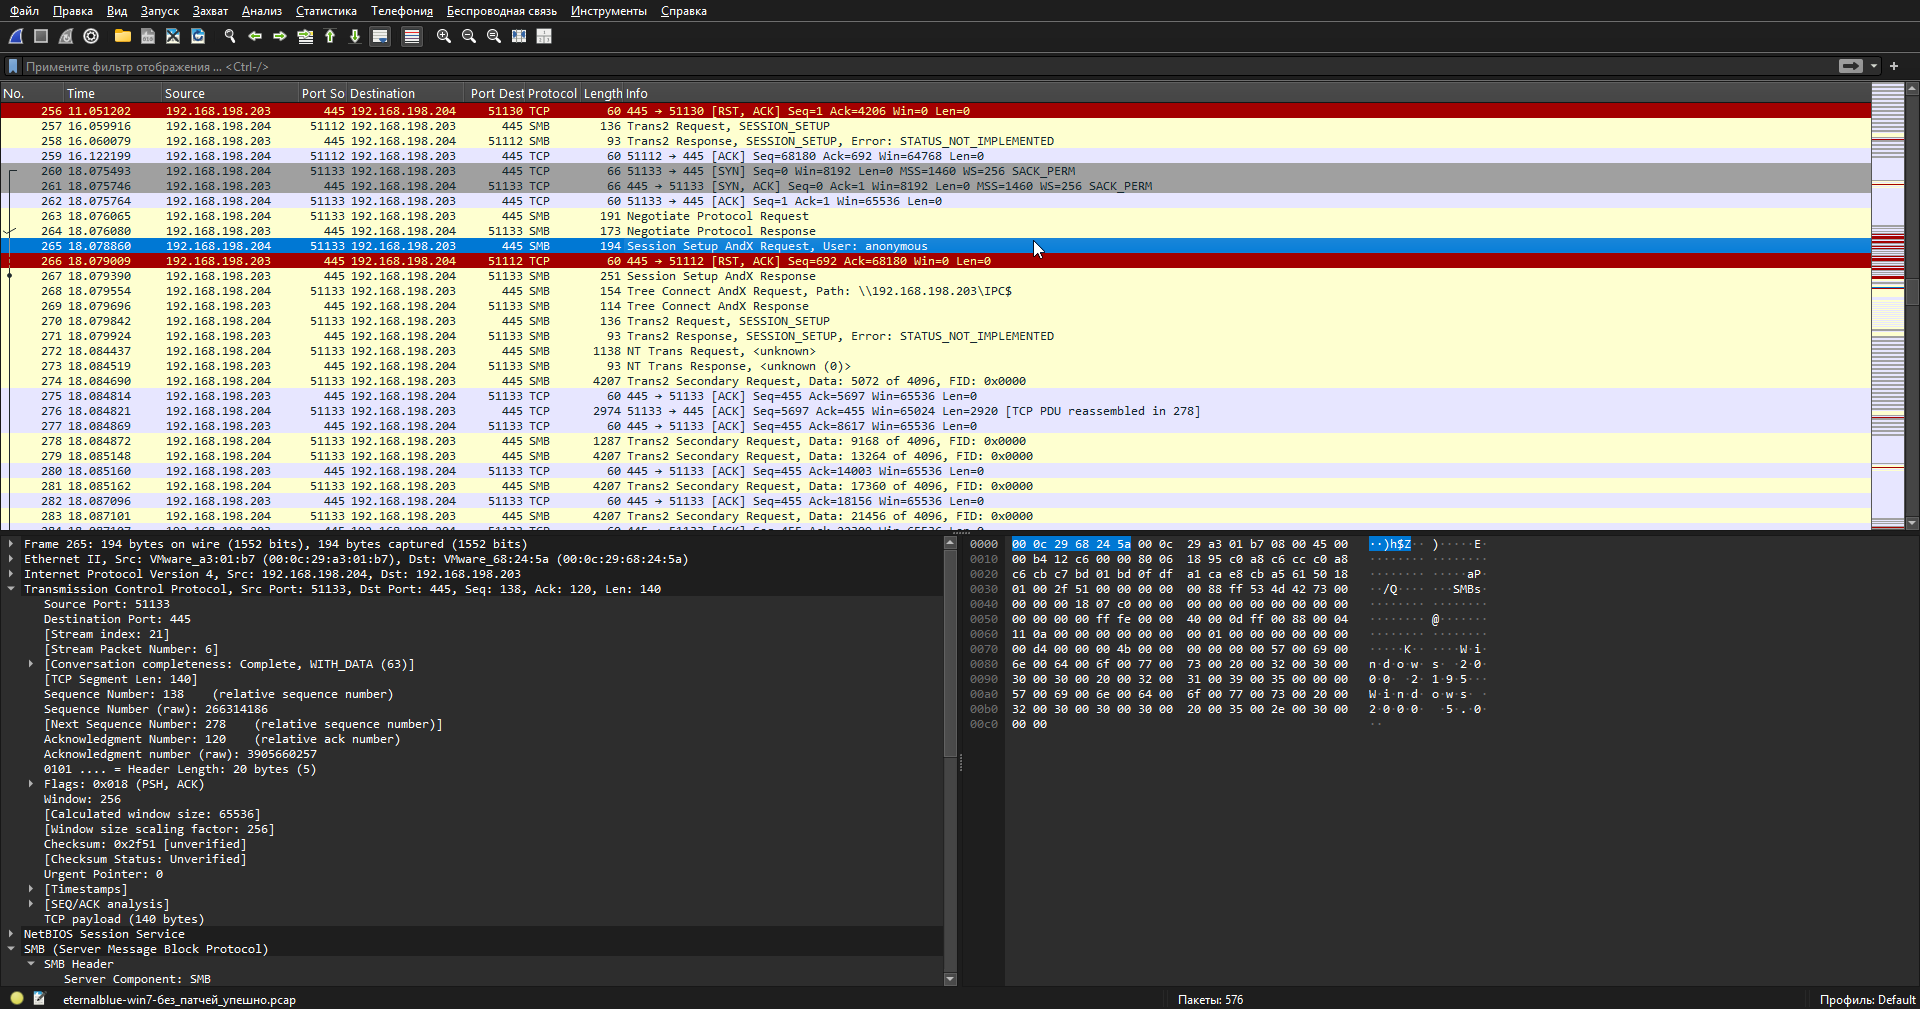 Файл Правка Вид Запуск Захват Анализ Статистика Телефония Беспроводная связь Инструменты Справка
Примените фильтр отображения ... <Ctrl-/>
No. Time Source Port So Destination Port Dest Protocol Length Info
256 11.051202 192.168.198.203 445 192.168.198.204 51130 TCP 60 445 → 51130 [RST, ACK] Seq=1 Ack=4206 Win=0 Len=0
257 16.059916 192.168.198.204 51112 192.168.198.203 445 SMB 136 Trans2 Request, SESSION_SETUP
258 16.060079 192.168.198.203 445 192.168.198.204 51112 SMB 93 Trans2 Response, SESSION_SETUP, Error: STATUS_NOT_IMPLEMENTED
259 16.122199 192.168.198.204 51112 192.168.198.203 445 TCP 60 51112 → 445 [ACK] Seq=68180 Ack=692 Win=64768 Len=0
260 18.075493 192.168.198.204 51133 192.168.198.203 445 TCP 66 51133 → 445 [SYN] Seq=0 Win=8192 Len=0 MSS=1460 WS=256 SACK_PERM
261 18.075746 192.168.198.203 445 192.168.198.204 51133 TCP 66 445 → 51133 [SYN, ACK] Seq=0 Ack=1 Win=8192 Len=0 MSS=1460 WS=256 SACK_PERM
262 18.075764 192.168.198.204 51133 192.168.198.203 445 TCP 60 51133 → 445 [ACK] Seq=1 Ack=1 Win=65536 Len=0
263 18.076065 192.168.198.204 51133 192.168.198.203 445 SMB 191 Negotiate Protocol Request
264 18.076080 192.168.198.203 445 192.168.198.204 51133 SMB 173 Negotiate Protocol Response
265 18.078860 192.168.198.204 51133 192.168.198.203 445 SMB 194 Session Setup AndX Request, User: anonymous
266 18.079009 192.168.198.203 445 192.168.198.204 51112 TCP 60 445 → 51112 [RST, ACK] Seq=692 Ack=68180 Win=0 Len=0
267 18.079390 192.168.198.203 445 192.168.198.204 51133 SMB 251 Session Setup AndX Response
268 18.079554 192.168.198.204 51133 192.168.198.203 445 SMB 154 Tree Connect AndX Request, Path: \\192.168.198.203\IPC$
269 18.079696 192.168.198.203 445 192.168.198.204 51133 SMB 114 Tree Connect AndX Response
270 18.079842 192.168.198.204 51133 192.168.198.203 445 SMB 136 Trans2 Request, SESSION_SETUP
271 18.079924 192.168.198.203 445 192.168.198.204 51133 SMB 93 Trans2 Response, SESSION_SETUP, Error: STATUS_NOT_IMPLEMENTED
272 18.084437 192.168.198.204 51133 192.168.198.203 445 SMB 1138 NT Trans Request, <unknown>
273 18.084519 192.168.198.203 445 192.168.198.204 51133 SMB 93 NT Trans Response, <unknown (0)>
274 18.084690 192.168.198.204 51133 192.168.198.203 445 SMB 4207 Trans2 Secondary Request, Data: 5072 of 4096, FID: 0x0000
275 18.084814 192.168.198.203 445 192.168.198.204 51133 TCP 60 445 → 51133 [ACK] Seq=455 Ack=5697 Win=65536 Len=0
276 18.084821 192.168.198.204 51133 192.168.198.203 445 TCP 2974 51133 → 445 [ACK] Seq=5697 Ack=455 Win=65024 Len=2920 [TCP PDU reassembled in 278]
277 18.084869 192.168.198.203 445 192.168.198.204 51133 TCP 60 445 → 51133 [ACK] Seq=455 Ack=8617 Win=65536 Len=0
278 18.084872 192.168.198.204 51133 192.168.198.203 445 SMB 1287 Trans2 Secondary Request, Data: 9168 of 4096, FID: 0x0000
279 18.085148 192.168.198.204 51133 192.168.198.203 445 SMB 4207 Trans2 Secondary Request, Data: 13264 of 4096, FID: 0x0000
280 18.085160 192.168.198.203 445 192.168.198.204 51133 TCP 60 445 → 51133 [ACK] Seq=455 Ack=14003 Win=65536 Len=0
281 18.085162 192.168.198.204 51133 192.168.198.203 445 SMB 4207 Trans2 Secondary Request, Data: 17360 of 4096, FID: 0x0000
282 18.087096 192.168.198.203 445 192.168.198.204 51133 TCP 60 445 → 51133 [ACK] Seq=455 Ack=18156 Win=65536 Len=0
283 18.087101 192.168.198.204 51133 192.168.198.203 445 SMB 4207 Trans2 Secondary Request, Data: 21456 of 4096, FID: 0x0000
Frame 265: 194 bytes on wire (1552 bits), 194 bytes captured (1552 bits)
Ethernet II, Src: VMware_a3:01:b7 (00:0c:29:a3:01:b7), Dst: VMware_68:24:5a (00:0c:29:68:24:5a)
Internet Protocol Version 4, Src: 192.168.198.204, Dst: 192.168.198.203
Transmission Control Protocol, Src Port: 51133, Dst Port: 445, Seq: 138, Ack: 120, Len: 140
Source Port: 51133
Destination Port: 445
[Stream index: 21]
[Stream Packet Number: 6]
[Conversation completeness: Complete, WITH_DATA (63)]
[TCP Segment Len: 140]
Sequence Number: 138 (relative sequence number)
Sequence Number (raw): 266314186
[Next Sequence Number: 278 (relative sequence number)]
Acknowledgment Number: 120 (relative ack number)
Acknowledgment number (raw): 3905660257
0101 .... = Header Length: 20 bytes (5)
Flags: 0x018 (PSH, ACK)
Window: 256
[Calculated window size: 65536]
[Window size scaling factor: 256]
Checksum: 0x2f51 [unverified]
[Checksum Status: Unverified]
Urgent Pointer: 0
[Timestamps]
[SEQ/ACK analysis]
TCP payload (140 bytes)
NetBIOS Session Service
SMB (Server Message Block Protocol)
SMB Header
Server Component: SMB
0000 00 0c 29 68 24 5a 00 0c 29 a3 01 b7 08 00 45 00 ··)h$Z·· )·····E·
0010 00 b4 12 c6 00 00 80 06 18 95 c0 a8 c6 cc c0 a8 ········ ········
0020 c6 cb c7 bd 01 bd 0f df a1 ca e8 cb a5 61 50 18 ········ ·····aP·
0030 01 00 2f 51 00 00 00 00 00 88 ff 53 4d 42 73 00 ··/Q···· ···SMBs·
0040 00 00 00 18 07 c0 00 00 00 00 00 00 00 00 00 00 ········ ········
0050 00 00 00 00 ff fe 00 00 40 00 0d ff 00 88 00 04 ········ @·······
0060 11 0a 00 00 00 00 00 00 00 01 00 00 00 00 00 00 ········ ········
0070 00 d4 00 00 00 4b 00 00 00 00 00 00 57 00 69 00 ·····K·· ····W·i·
0080 6e 00 64 00 6f 00 77 00 73 00 20 00 32 00 30 00 n·d·o·w· s· ·2·0·
0090 30 00 30 00 20 00 32 00 31 00 39 00 35 00 00 00 0·0· ·2· 1·9·5···
00a0 57 00 69 00 6e 00 64 00 6f 00 77 00 73 00 20 00 W·i·n·d· o·w·s· ·
00b0 32 00 30 00 30 00 30 00 20 00 35 00 2e 00 30 00 2·0·0·0· ·5·.·0·
00c0 00 00 ··
eternalblue-win7-без_патчей_упешно.pcap Пакеты: 576 Профиль: Default